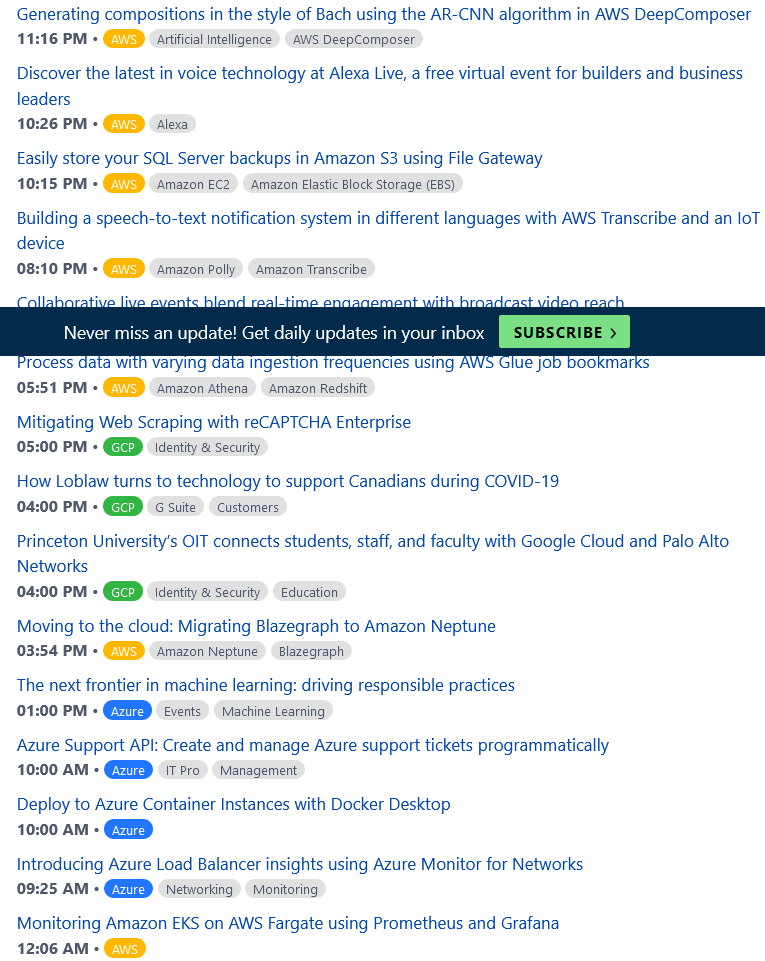 Generating compositions in the style of Bach using the AR-CNN algorithm in AWS DeepComposer
11:16 PM • AWS Artificial Intelligence AWS DeepComposer
Discover the latest in voice technology at Alexa Live, a free virtual event for builders and business
leaders
10:26 PM • AWS Alexa
Easily store your SQL Server backups in Amazon S3 using File Gateway
10:15 PM • AWS Amazon EC2 Amazon Elastic Block Storage (EBS)
Building a speech-to-text notification system in different languages with AWS Transcribe and an IoT
device
08:10 PM • AWS Amazon Polly Amazon Transcribe
Collaborative live events blend real-time engagement with broadcast video reach
Never miss an update! Get daily updates in your inbox SUBSCRIBE >
Process data with varying data ingestion frequencies using AWS Glue job bookmarks
05:51 PM • AWS Amazon Athena Amazon Redshift
Mitigating Web Scraping with reCAPTCHA Enterprise
05:00 PM • GCP Identity & Security
How Loblaw turns to technology to support Canadians during COVID-19
04:00 PM • GCP G Suite Customers
Princeton University’s OIT connects students, staff, and faculty with Google Cloud and Palo Alto
Networks
04:00 PM • GCP Identity & Security Education
Moving to the cloud: Migrating Blazegraph to Amazon Neptune
03:54 PM • AWS Amazon Neptune Blazegraph
The next frontier in machine learning: driving responsible practices
01:00 PM • Azure Events Machine Learning
Azure Support API: Create and manage Azure support tickets programmatically
10:00 AM • Azure IT Pro Management
Deploy to Azure Container Instances with Docker Desktop
10:00 AM • Azure
Introducing Azure Load Balancer insights using Azure Monitor for Networks
09:25 AM • Azure Networking Monitoring
Monitoring Amazon EKS on AWS Fargate using Prometheus and Grafana
12:06 AM • AWS